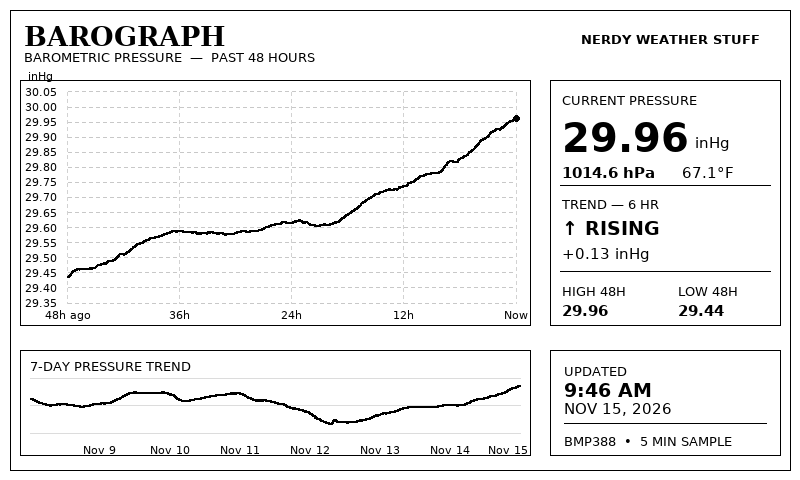 BAROGRAPH
BAROMETRIC PRESSURE — PAST 48 HOURS
NERDY WEATHER STUFF
inHg
30.05
30.00
29.95
29.90
29.85
29.80
29.75
29.70
29.65
29.60
29.55
29.50
29.45
29.40
29.35
48h ago 36h 24h 12h Now
CURRENT PRESSURE
29.96 inHg
1014.6 hPa 67.1°F
TREND — 6 HR
↑ RISING
+0.13 inHg
HIGH 48H LOW 48H
29.96 29.44
7-DAY PRESSURE TREND
Nov 9 Nov 10 Nov 11 Nov 12 Nov 13 Nov 14 Nov 15
UPDATED
9:46 AM
NOV 15, 2026
BMP388 • 5 MIN SAMPLE